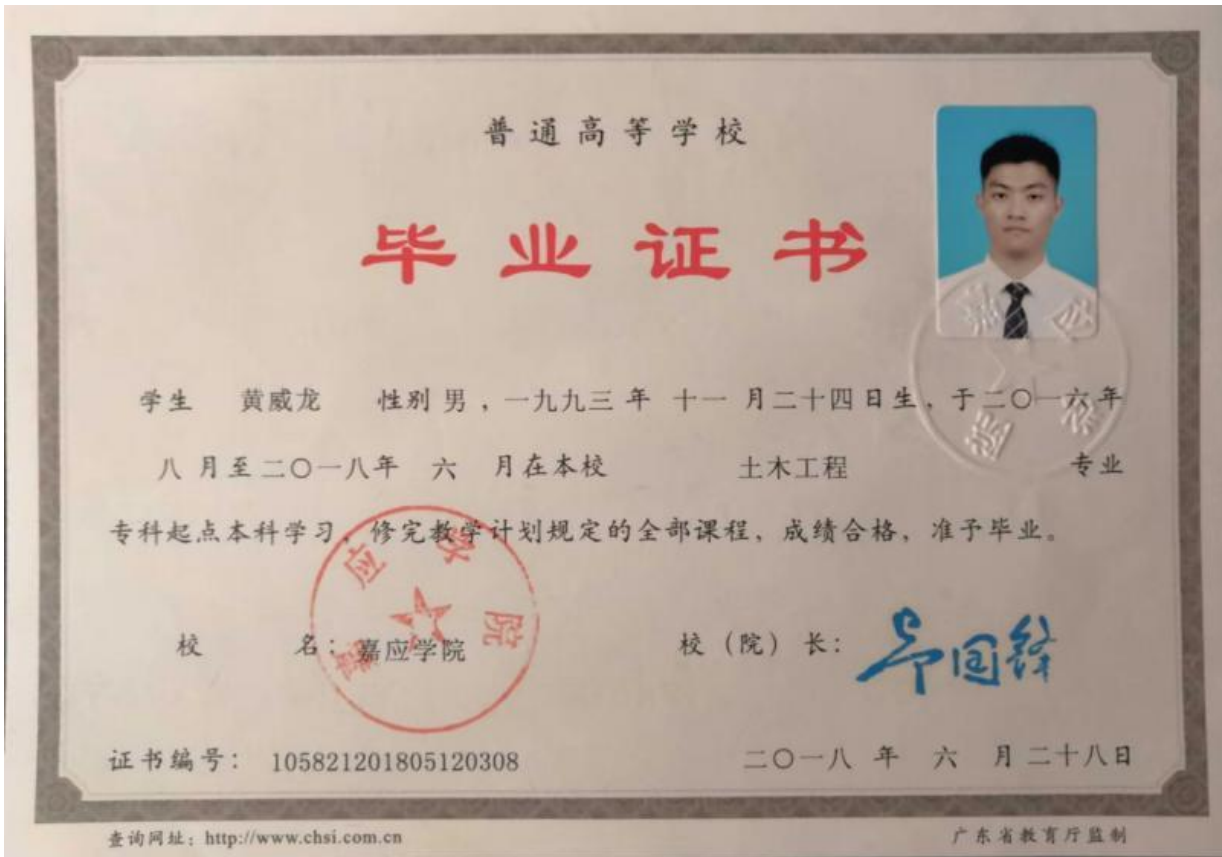 普通高等学校
毕业证书
学生 黄威龙 性别 男，一九九三 年 十一 月二十四日生，于二〇一六年
八 月至二〇一八年 六 月在本校 土木工程 专业
专科起点本科学习，修完教学计划规定的全部课程，成绩合格，准予毕业。
校 名：嘉应学院 校（院）长：
嘉应学院
证书编号： 105821201805120308 二〇一八 年 六 月二十八日
查询网址：http://www.chsi.com.cn 广东省教育厅监制